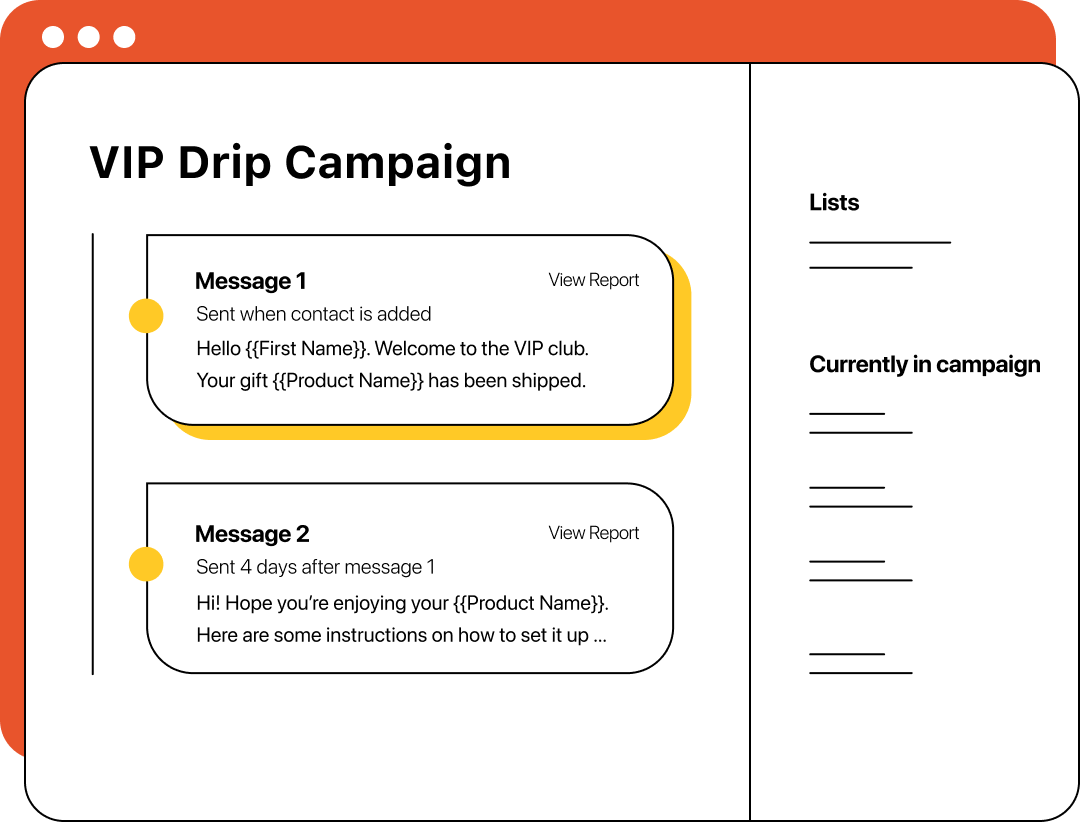 VIP Drip Campaign
Message 1
View Report
Sent when contact is added
Hello {{First Name}}. Welcome to the VIP club.
Your gift {{Product Name}} has been shipped.
Message 2
View Report
Sent 4 days after message 1
Hi! Hope you’re enjoying your {{Product Name}}.
Here are some instructions on how to set it up ...
Lists
Currently in campaign